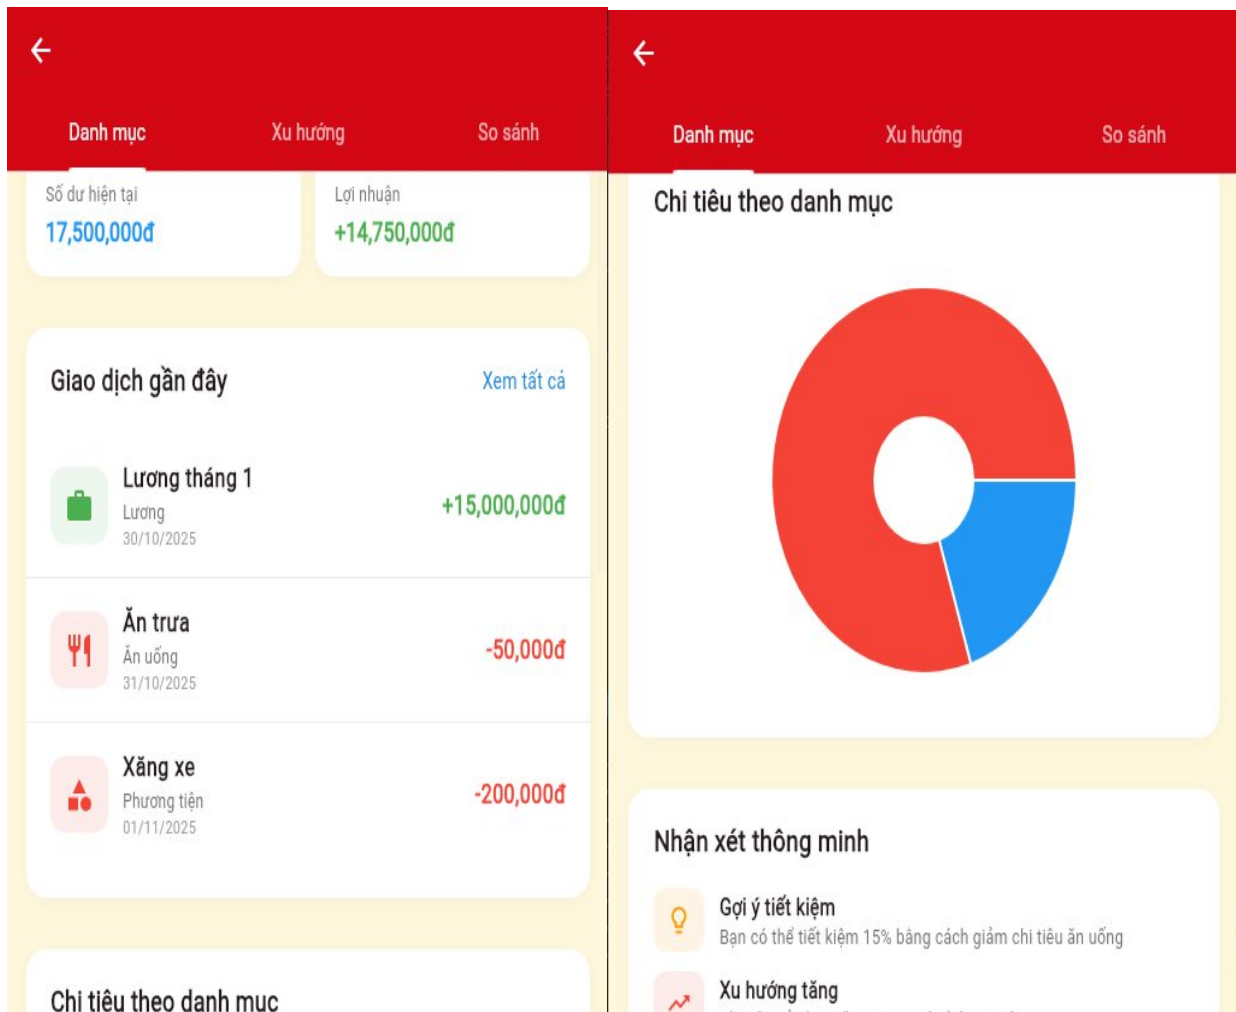 Danh mục
Xu hướng
So sánh
Số dư hiện tại
17,500,000đ
Lợi nhuận
+14,750,000đ
Giao dịch gần đây
Xem tất cả
Lương tháng 1
Lương
30/10/2025
+15,000,000đ
Ăn trưa
Ăn uống
31/10/2025
-50,000đ
Xăng xe
Phương tiện
01/11/2025
-200,000đ
Chi tiêu theo danh mục
Danh mục
Xu hướng
So sánh
Chi tiêu theo danh mục
Nhận xét thông minh
Gợi ý tiết kiệm
Bạn có thể tiết kiệm 15% bằng cách giảm chi tiêu ăn uống
Xu hướng tăng